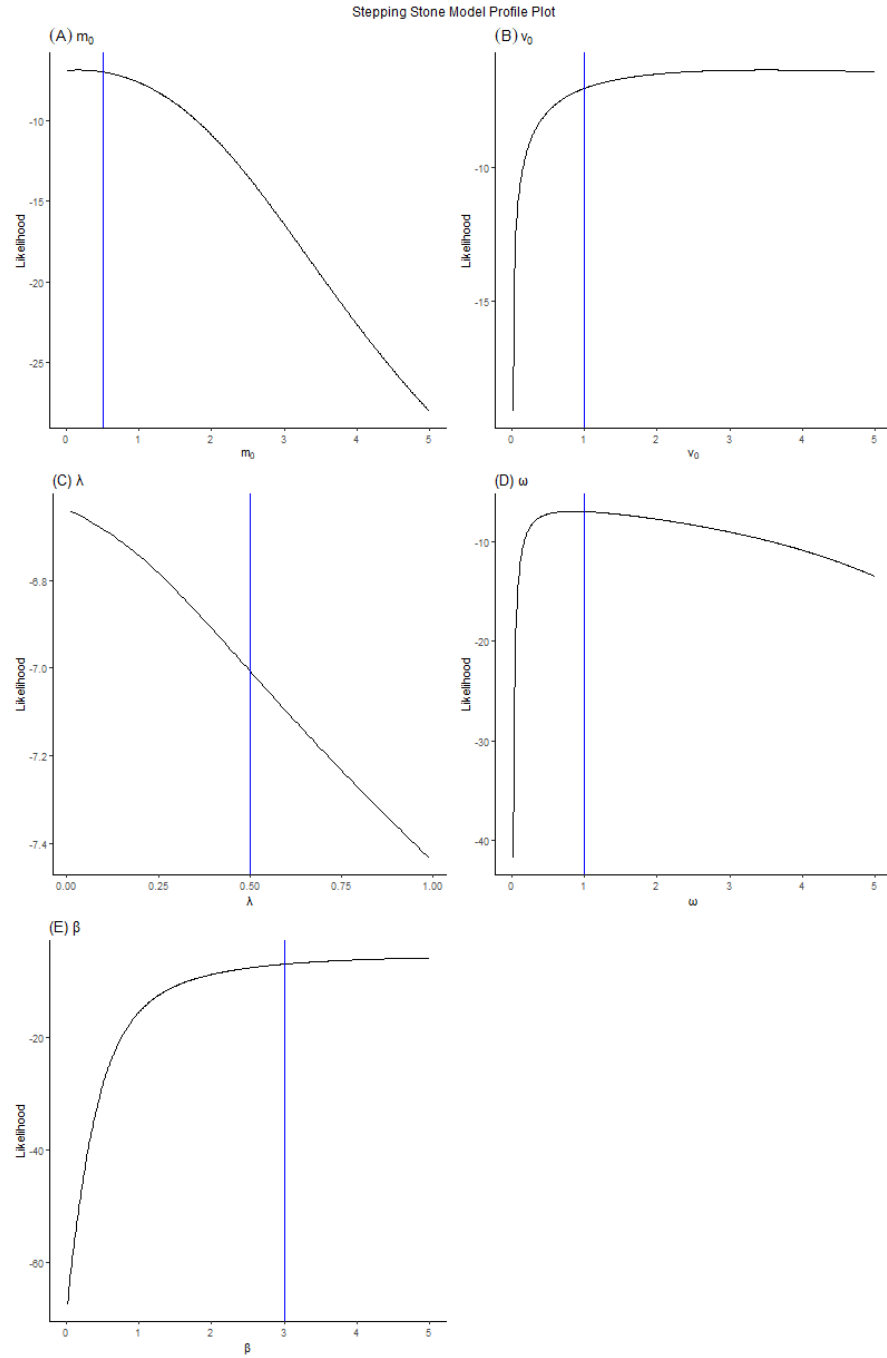 Stepping Stone Model Profile Plot
(A) m₀
(B) v₀
Likelihood
-10
-15
-20
-25
0 1 2 3 4 5
m₀
Likelihood
-10
-15
0 1 2 3 4 5
v₀
(C) λ
(D) ω
Likelihood
-6.8
-7.0
-7.2
-7.4
0.00 0.25 0.50 0.75 1.00
λ
Likelihood
-10
-20
-30
-40
0 1 2 3 4 5
ω
(E) β
Likelihood
-20
-40
-60
0 1 2 3 4 5
β